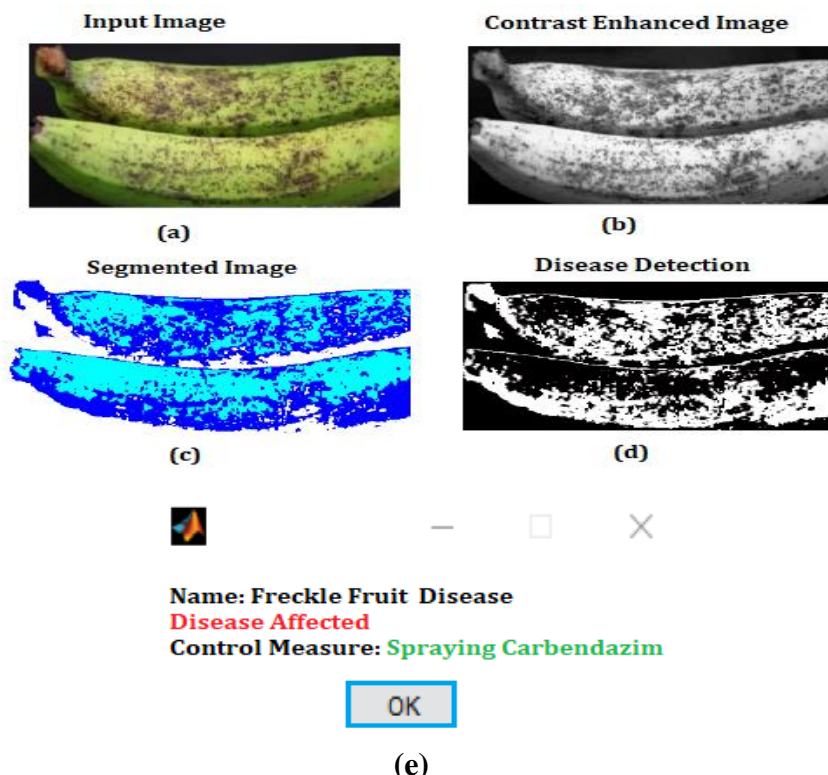 Input Image
Contrast Enhanced Image
(a)
(b)
Segmented Image
Disease Detection
(c)
(d)
Name: Freckle Fruit Disease
Disease Affected
Control Measure: Spraying Carbendazim
OK
(e)